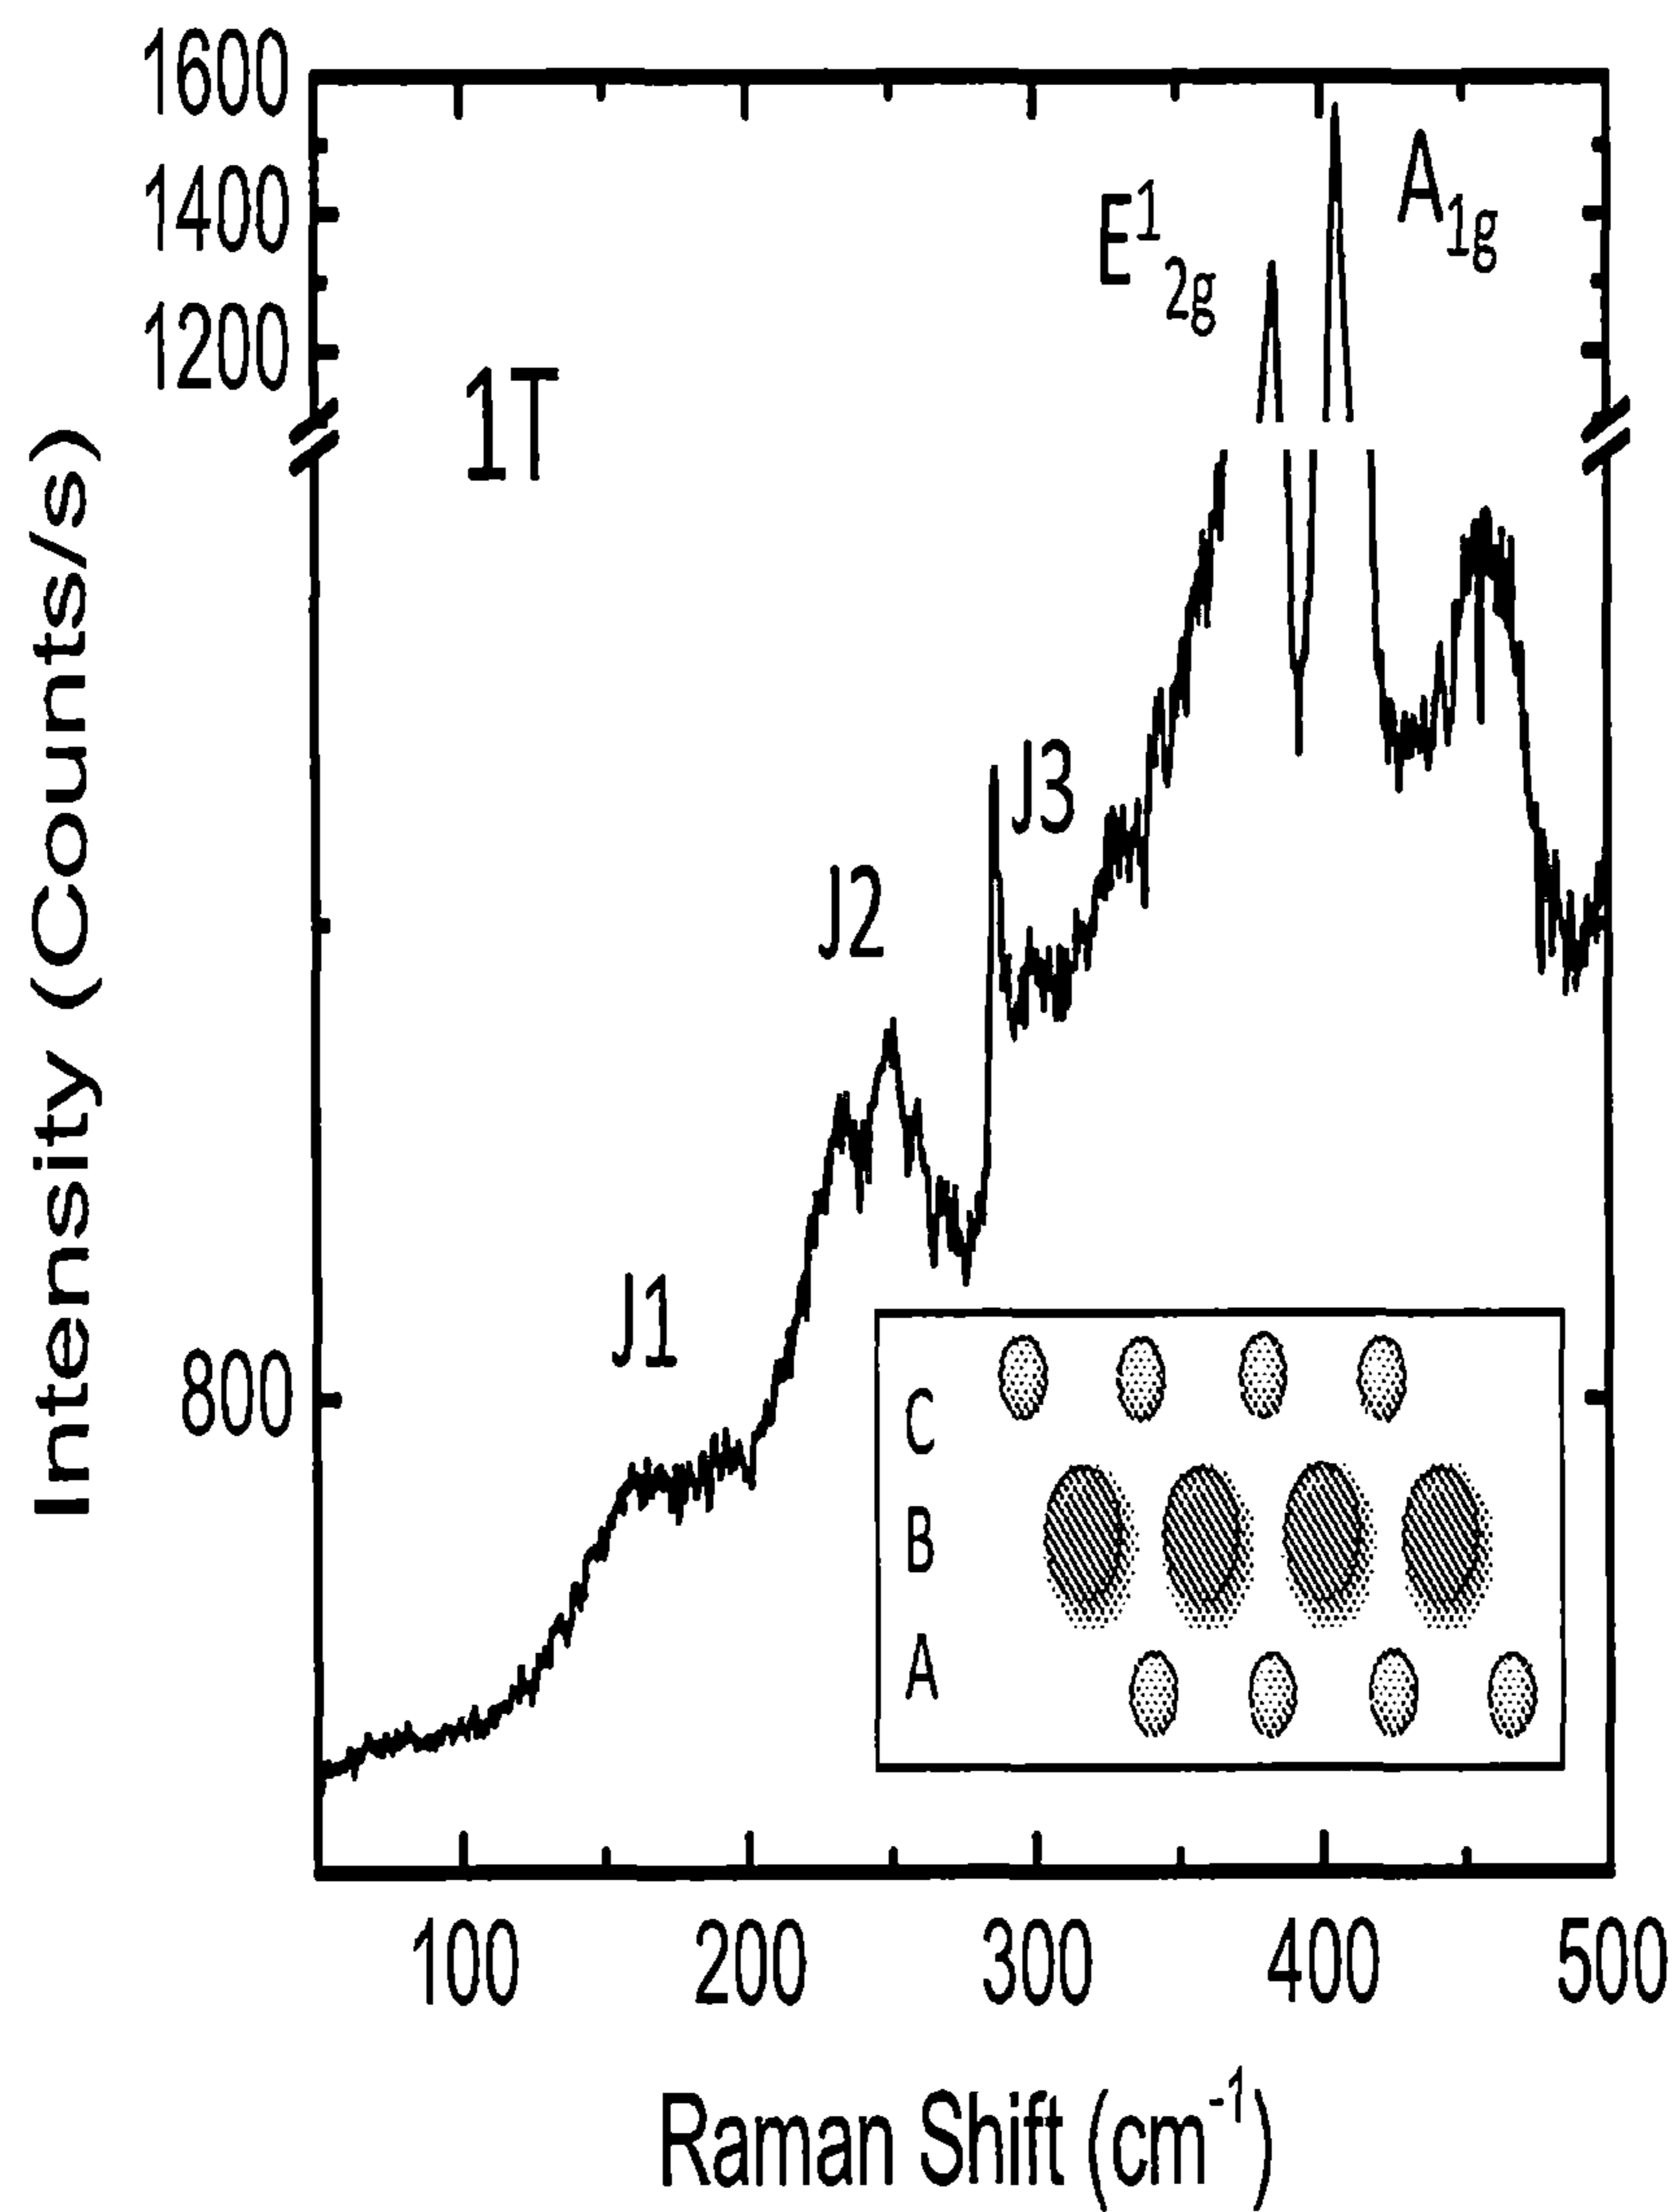 1600
1400
1200
800
Intensity (Counts/s)
1T
J1
J2
J3
E¹₂g
A₁g
C
B
A
100 200 300 400 500
Raman Shift (cm⁻¹)